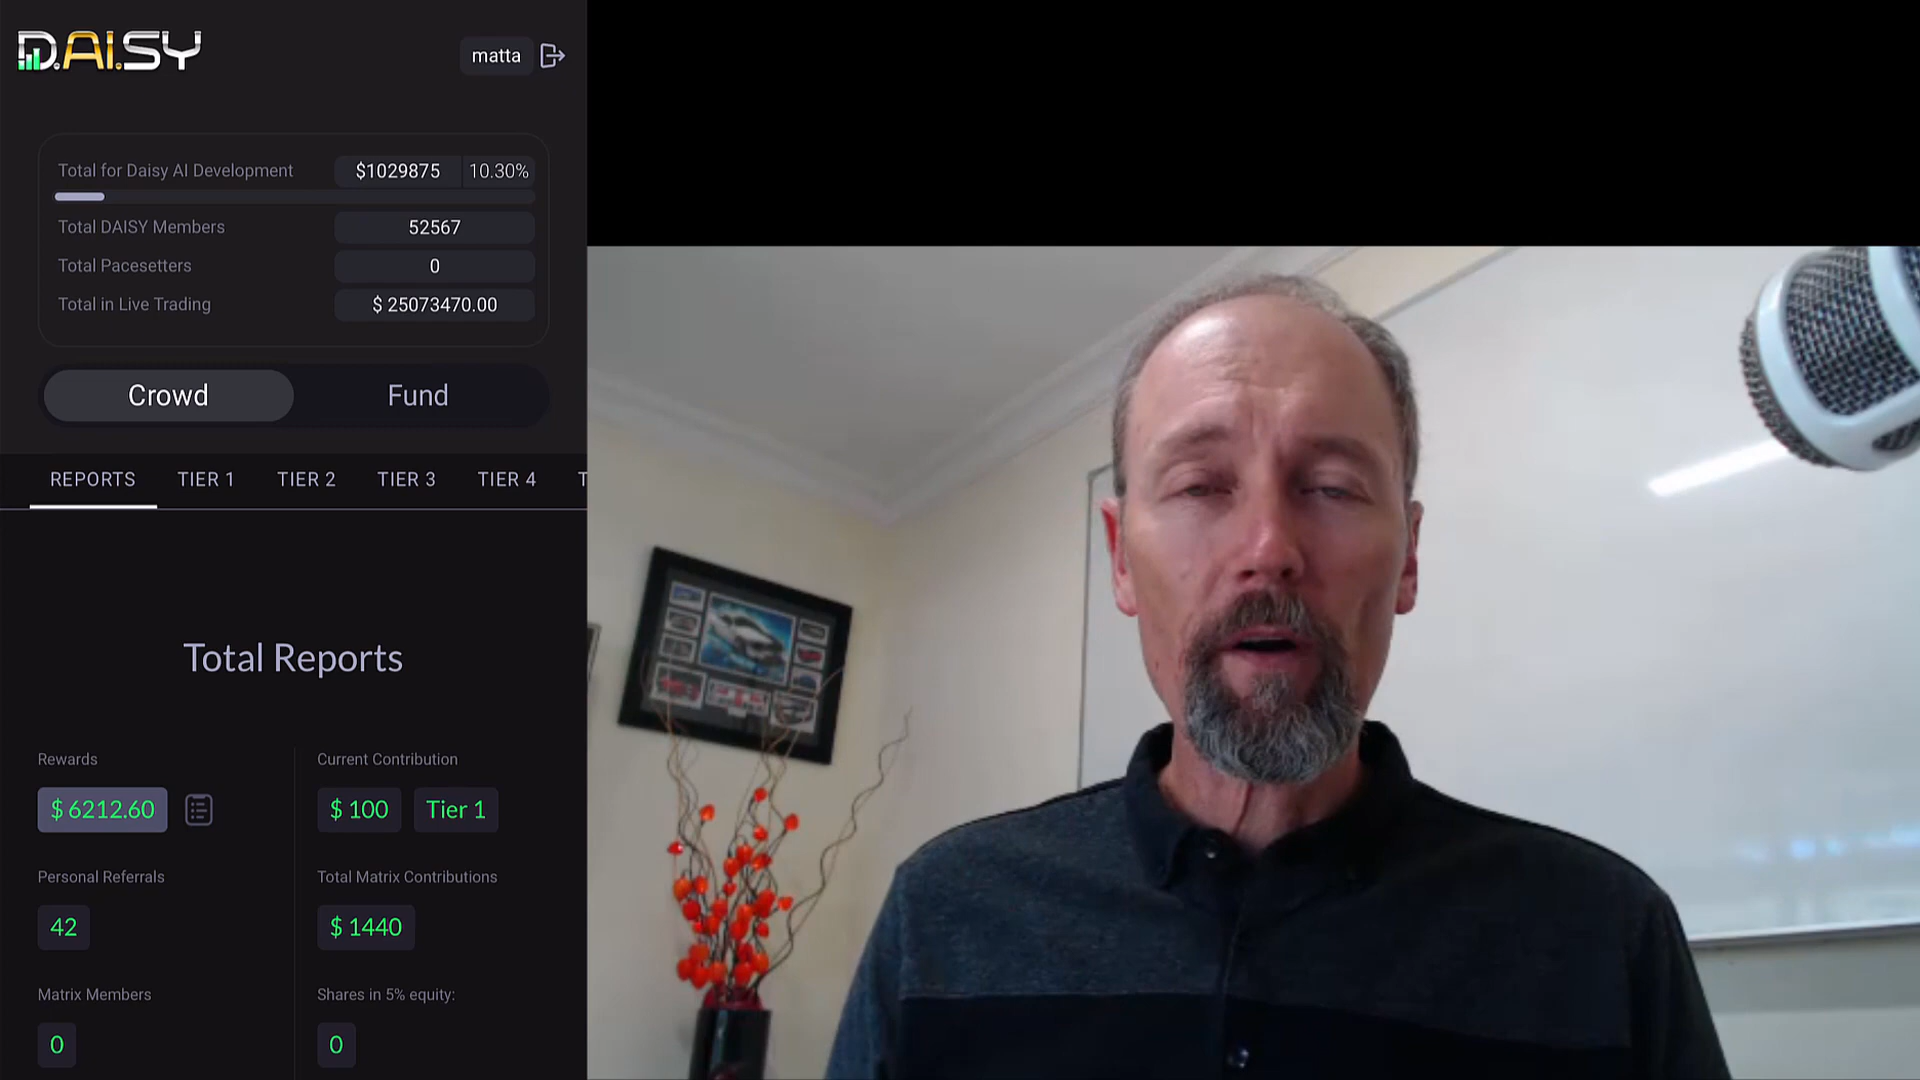 D.AI.SY
matta
Total for Daisy AI Development $1029875 10.30%
Total DAISY Members 52567
Total Pacesetters 0
Total in Live Trading $ 25073470.00
Crowd Fund
REPORTS TIER 1 TIER 2 TIER 3 TIER 4 T
Total Reports
Rewards Current Contribution
$ 6212.60 $ 100 Tier 1
Personal Referrals Total Matrix Contributions
42 $ 1440
Matrix Members Shares in 5% equity:
0 0